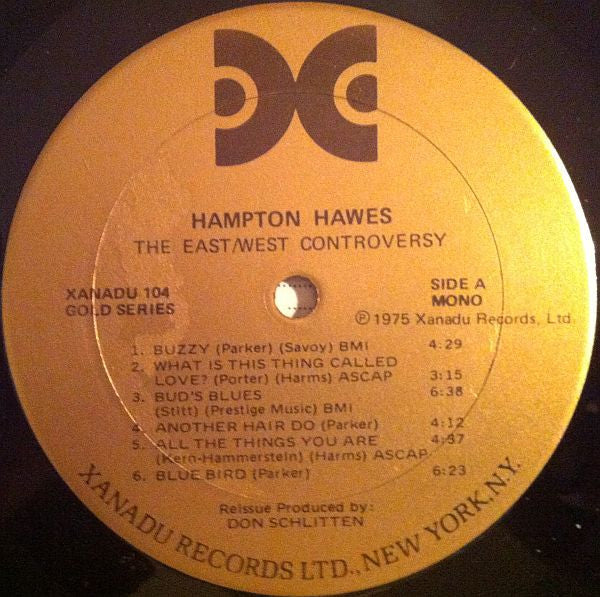 HAMPTON HAWES
THE EAST/WEST CONTROVERSY
XANADU 104
GOLD SERIES
SIDE A
MONO
℗ 1975 Xanadu Records, Ltd.
1. BUZZY (Parker) (Savoy) BMI 4:29
2. WHAT IS THIS THING CALLED
LOVE? (Porter) (Harms) ASCAP 3:15
3. BUD'S BLUES 6:38
(Stitt) (Prestige Music) BMI
4. ANOTHER HAIR DO (Parker) 4:12
5. ALL THE THINGS YOU ARE 4:37
(Kern-Hammerstein) (Harms) ASCAP
6. BLUE BIRD (Parker) 6:23
Reissue Produced by:
DON SCHLITTEN
XANADU RECORDS LTD., NEW YORK, N.Y.